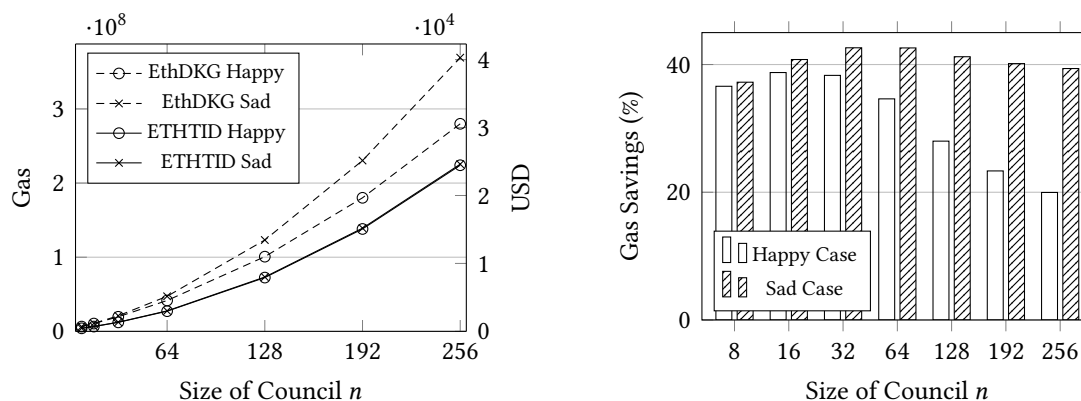 ·10^8
·10^4
EthDKG Happy
EthDKG Sad
ETHTID Happy
ETHTID Sad
Gas
3
2
1
0
4
3
2
1
0
USD
64 128 192 256
Size of Council n
Gas Savings (%)
40
20
0
Happy Case
Sad Case
8 16 32 64 128 192 256
Size of Council n